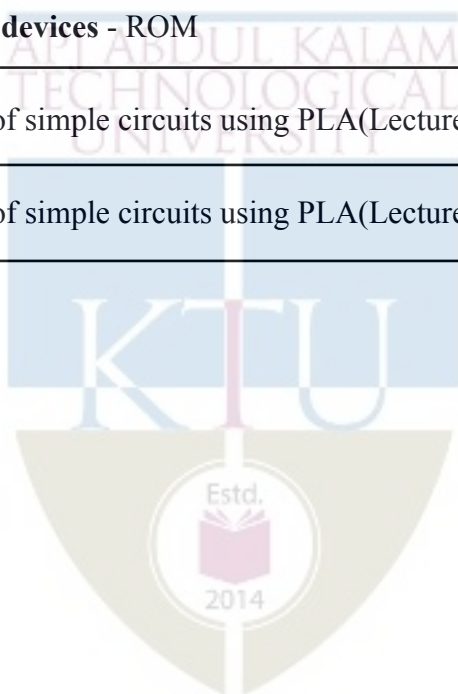 devices - ROM
API ABDUL KALAM
TECHNOLOGICAL
of simple circuits using PLA(Lecture
UNIVERSITY
of simple circuits using PLA(Lecture
KTU
Estd.
2014